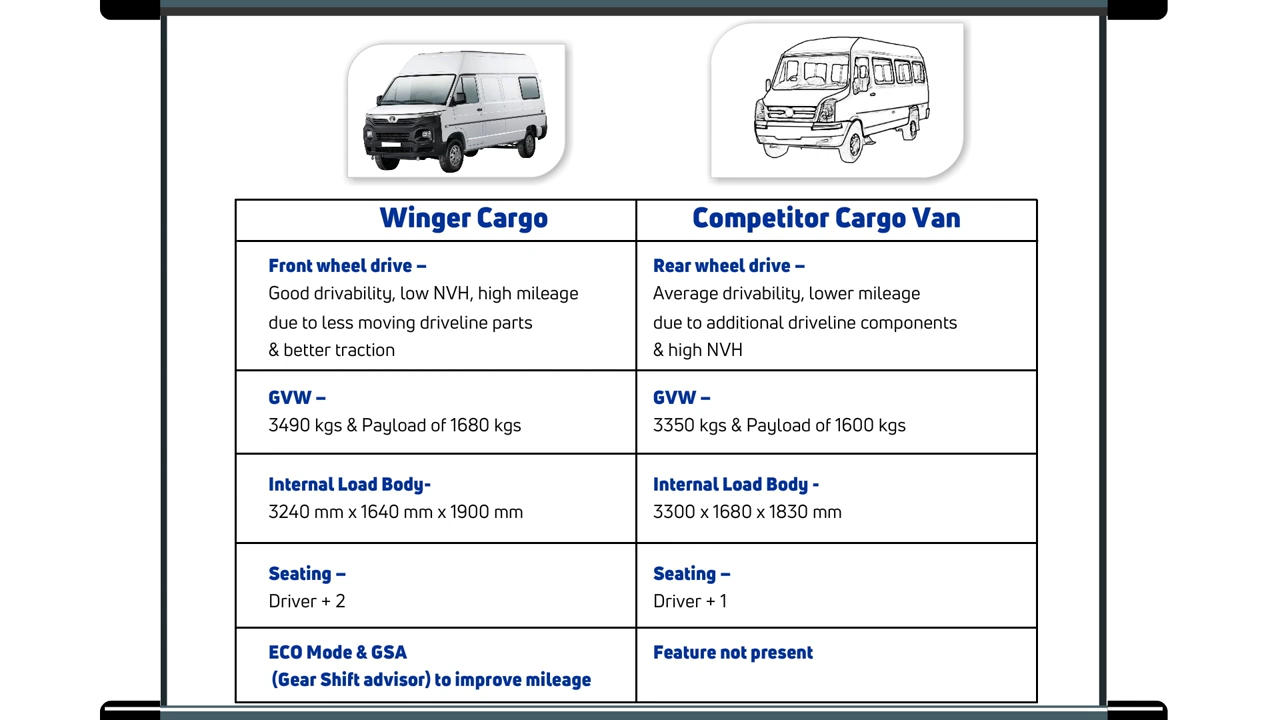 Winger Cargo
Competitor Cargo Van
Front wheel drive –
Good drivability, low NVH, high mileage
due to less moving driveline parts
& better traction
Rear wheel drive –
Average drivability, lower mileage
due to additional driveline components
& high NVH
GVW –
3490 kgs & Payload of 1680 kgs
GVW –
3350 kgs & Payload of 1600 kgs
Internal Load Body-
3240 mm x 1640 mm x 1900 mm
Internal Load Body -
3300 x 1680 x 1830 mm
Seating –
Driver + 2
Seating –
Driver + 1
ECO Mode & GSA
(Gear Shift advisor) to improve mileage
Feature not present